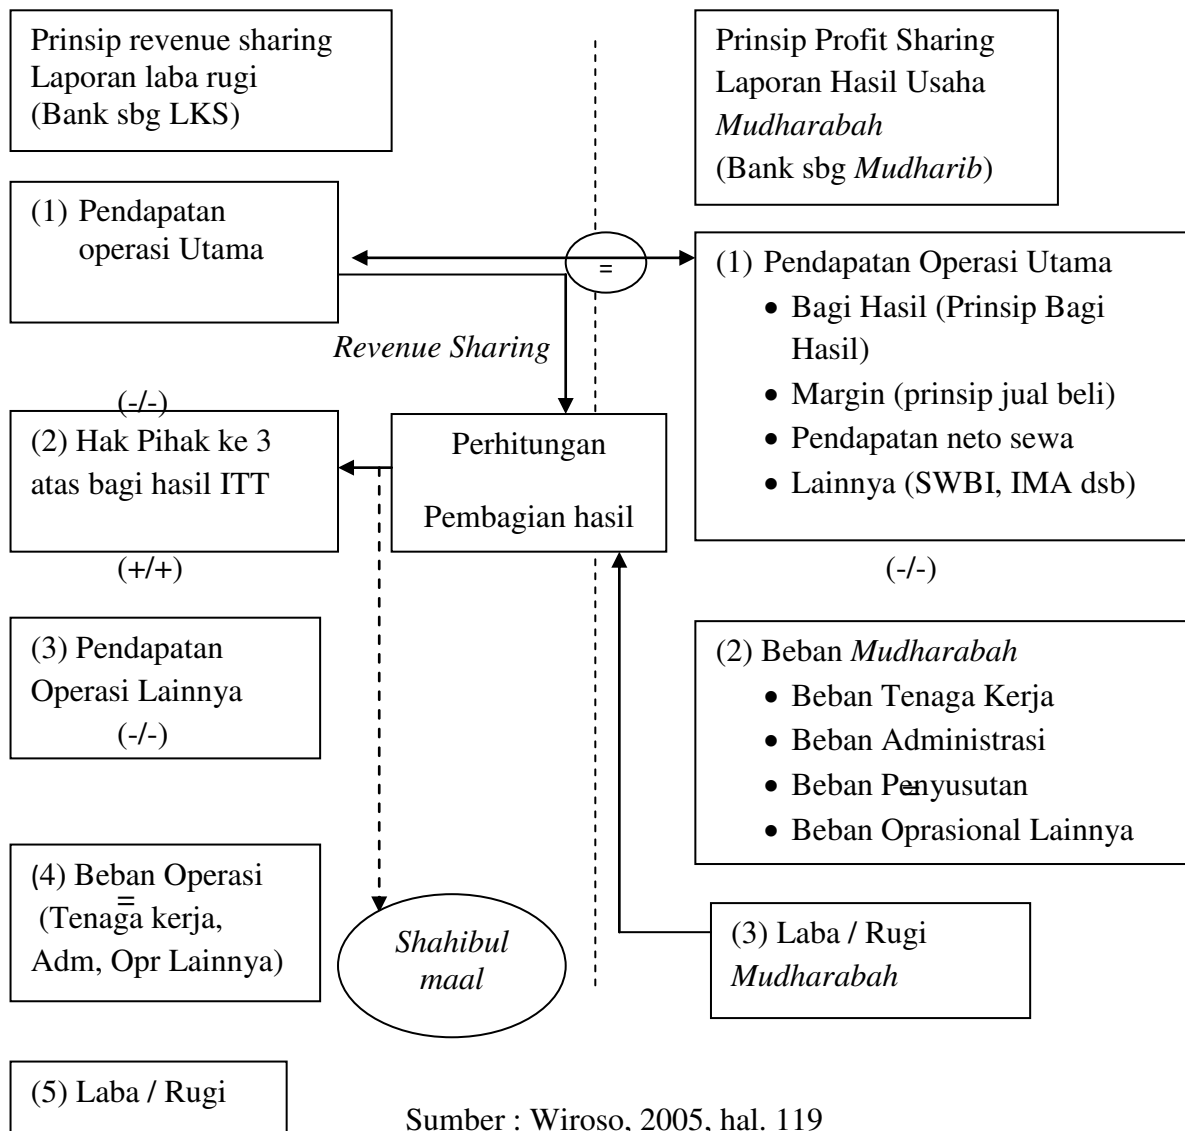 Prinsip revenue sharing
Laporan laba rugi
(Bank sbg LKS)
Prinsip Profit Sharing
Laporan Hasil Usaha
Mudharabah
(Bank sbg Mudharib)
(1) Pendapatan
operasi Utama
=
Revenue Sharing
(1) Pendapatan Operasi Utama
• Bagi Hasil (Prinsip Bagi
Hasil)
• Margin (prinsip jual beli)
• Pendapatan neto sewa
• Lainnya (SWBI, IMA dsb)
(-/-)
(2) Hak Pihak ke 3
atas bagi hasil ITT
Perhitungan
Pembagian hasil
(+/+)
(-/-)
(3) Pendapatan
Operasi Lainnya
(-/-)
(2) Beban Mudharabah
• Beban Tenaga Kerja
• Beban Administrasi
• Beban Penyusutan
=
• Beban Oprasional Lainnya
(4) Beban Operasi
=
(Tenaga kerja,
Adm, Opr Lainnya)
Shahibul
maal
(3) Laba / Rugi
Mudharabah
(5) Laba / Rugi
Sumber : Wiroso, 2005, hal. 119